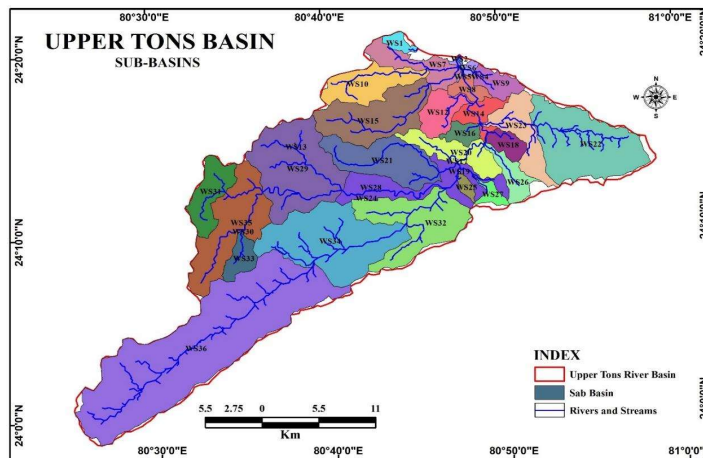 80°30'0"E 80°40'0"E 80°50'0"E 81°0'0"E
UPPER TONS BASIN
SUB-BASINS
24°20'0"N
24°10'0"N
24°0'0"N
N
W E
S
WS1
WS7
WS6
WS9
WS10
WS8
WS12
WS14
WS15
WS23
WS16
WS18
WS22
WS13
WS20
WS21
WS29
WS19
WS26
WS28
WS25
WS27
WS24
WS31
WS32
WS35
WS30
WS34
WS33
WS36
INDEX
Upper Tons River Basin
Sab Basin
Rivers and Streams
5.5 2.75 0 5.5 11
Km
80°30'0"E 80°40'0"E 80°50'0"E 81°0'0"E